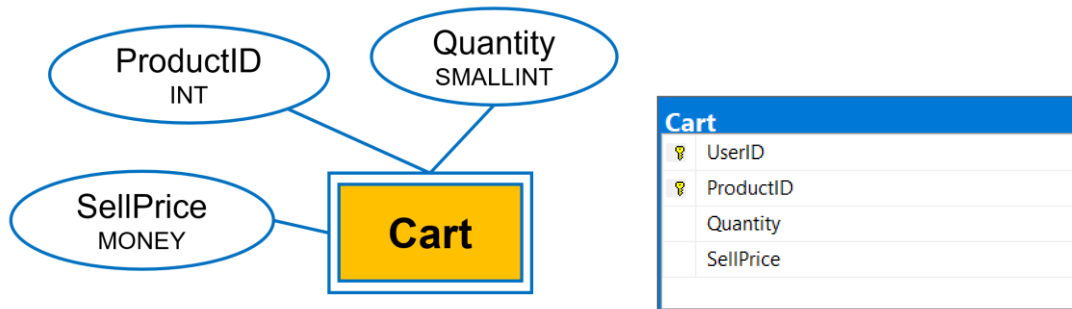 ProductID
INT
Quantity
SMALLINT
SellPrice
MONEY
Cart
Cart
UserID
ProductID
Quantity
SellPrice